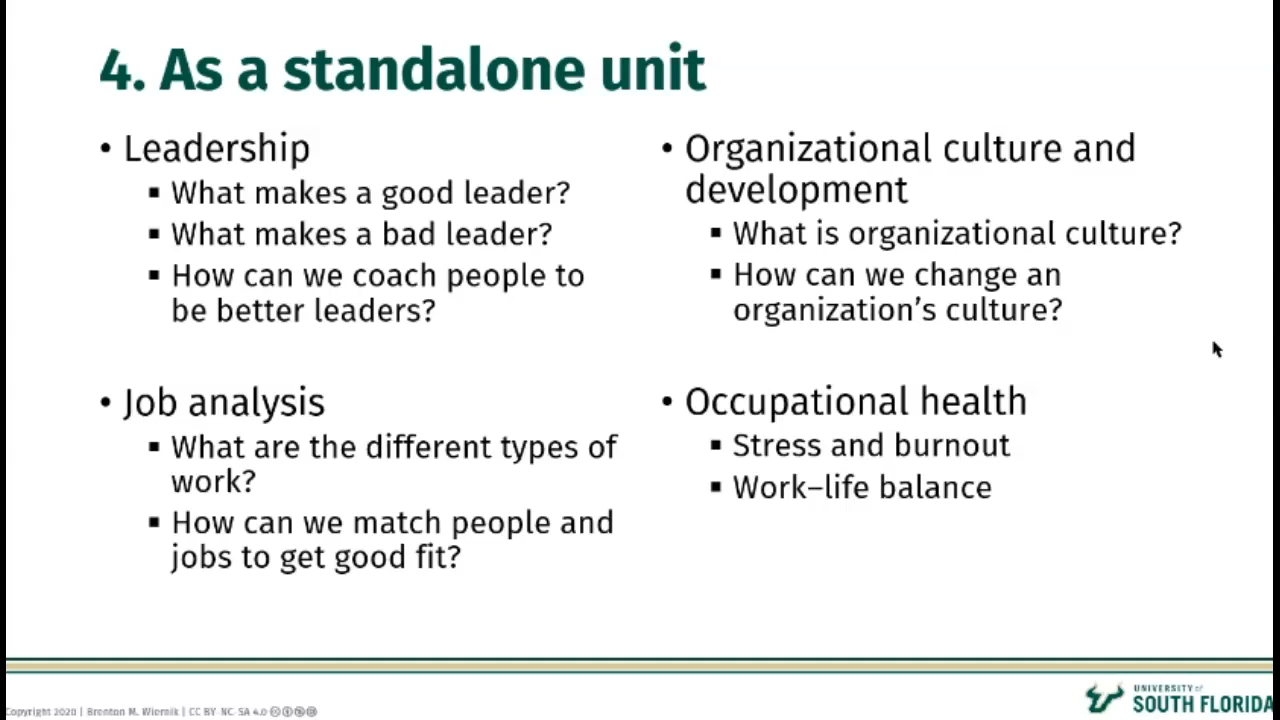 4. As a standalone unit
• Leadership
▪ What makes a good leader?
▪ What makes a bad leader?
▪ How can we coach people to
be better leaders?
• Job analysis
▪ What are the different types of
work?
▪ How can we match people and
jobs to get good fit?
• Organizational culture and
development
▪ What is organizational culture?
▪ How can we change an
organization’s culture?
• Occupational health
▪ Stress and burnout
▪ Work–life balance
Copyright 2020 | Brenton M. Wiernik | CC BY-NC-SA 4.0
UNIVERSITY of
SOUTH FLORIDA